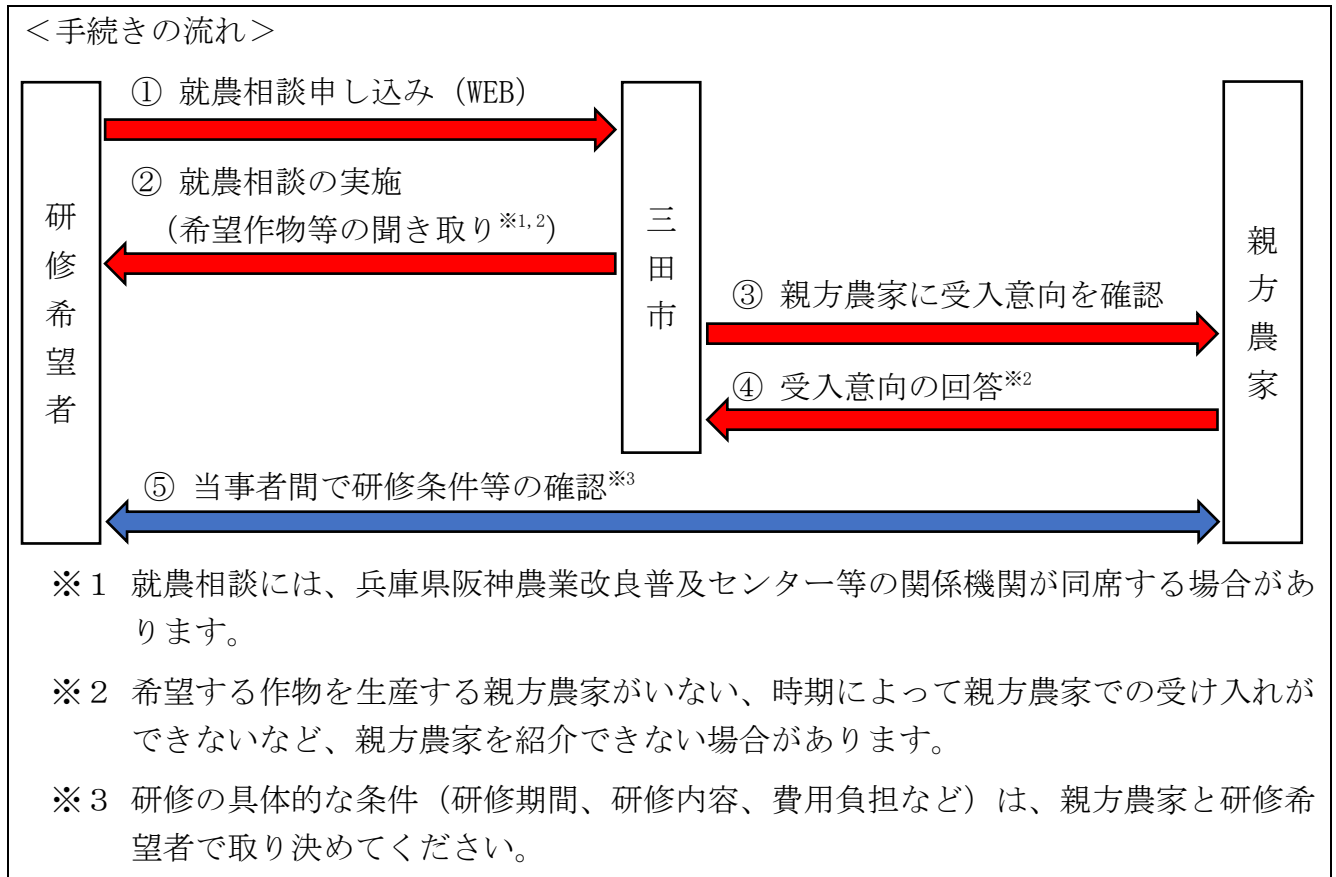 ＜手続きの流れ＞
① 就農相談申し込み（WEB）
② 就農相談の実施
（希望作物等の聞き取り※1,2）
研修希望者
三田市
親方農家
③ 親方農家に受入意向を確認
④ 受入意向の回答※2
⑤ 当事者間で研修条件等の確認※3
※１ 就農相談には、兵庫県阪神農業改良普及センター等の関係機関が同席する場合があ
ります。
※２ 希望する作物を生産する親方農家がいない、時期によって親方農家での受け入れが
できないなど、親方農家を紹介できない場合があります。
※３ 研修の具体的な条件（研修期間、研修内容、費用負担など）は、親方農家と研修希
望者で取り決めてください。